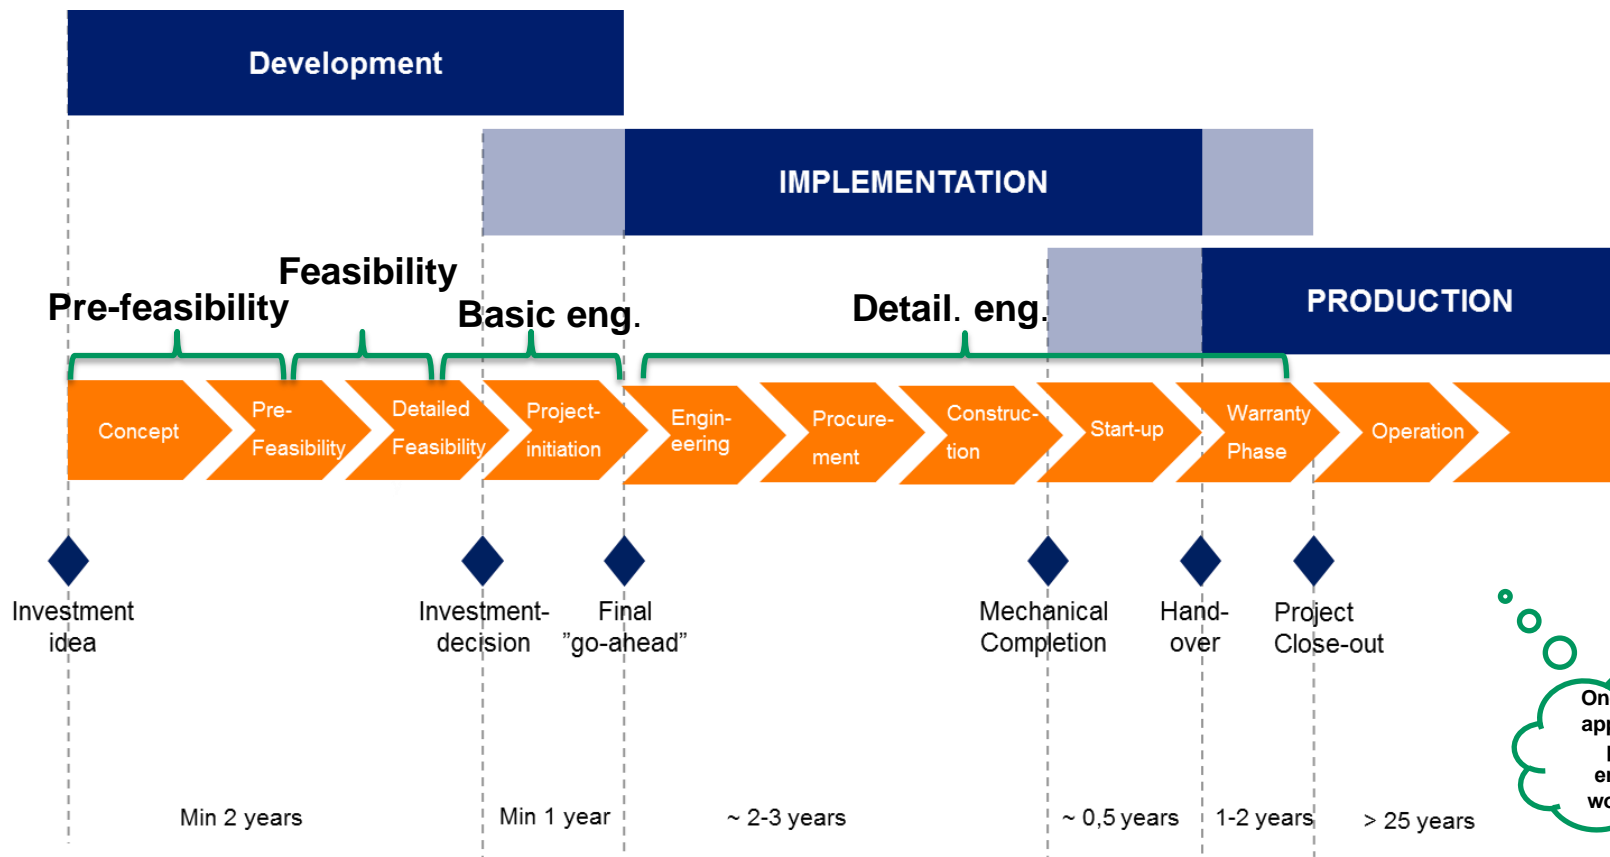 Development
IMPLEMENTATION
PRODUCTION
Feasibility
Pre-feasibility
Basic eng.
Detail. eng.
Concept
Pre-
Feasibility
Detailed
Feasibility
Project-
initiation
Engin-
eering
Procure-
ment
Construc-
tion
Start-up
Warranty
Phase
Operation
Investment
idea
Investment-
decision
Final
”go-ahead”
Mechanical
Completion
Hand-
over
Project
Close-out
On
app
wo
Min 2 years
Min 1 year
~ 2-3 years
~ 0,5 years
1-2 years
> 25 years